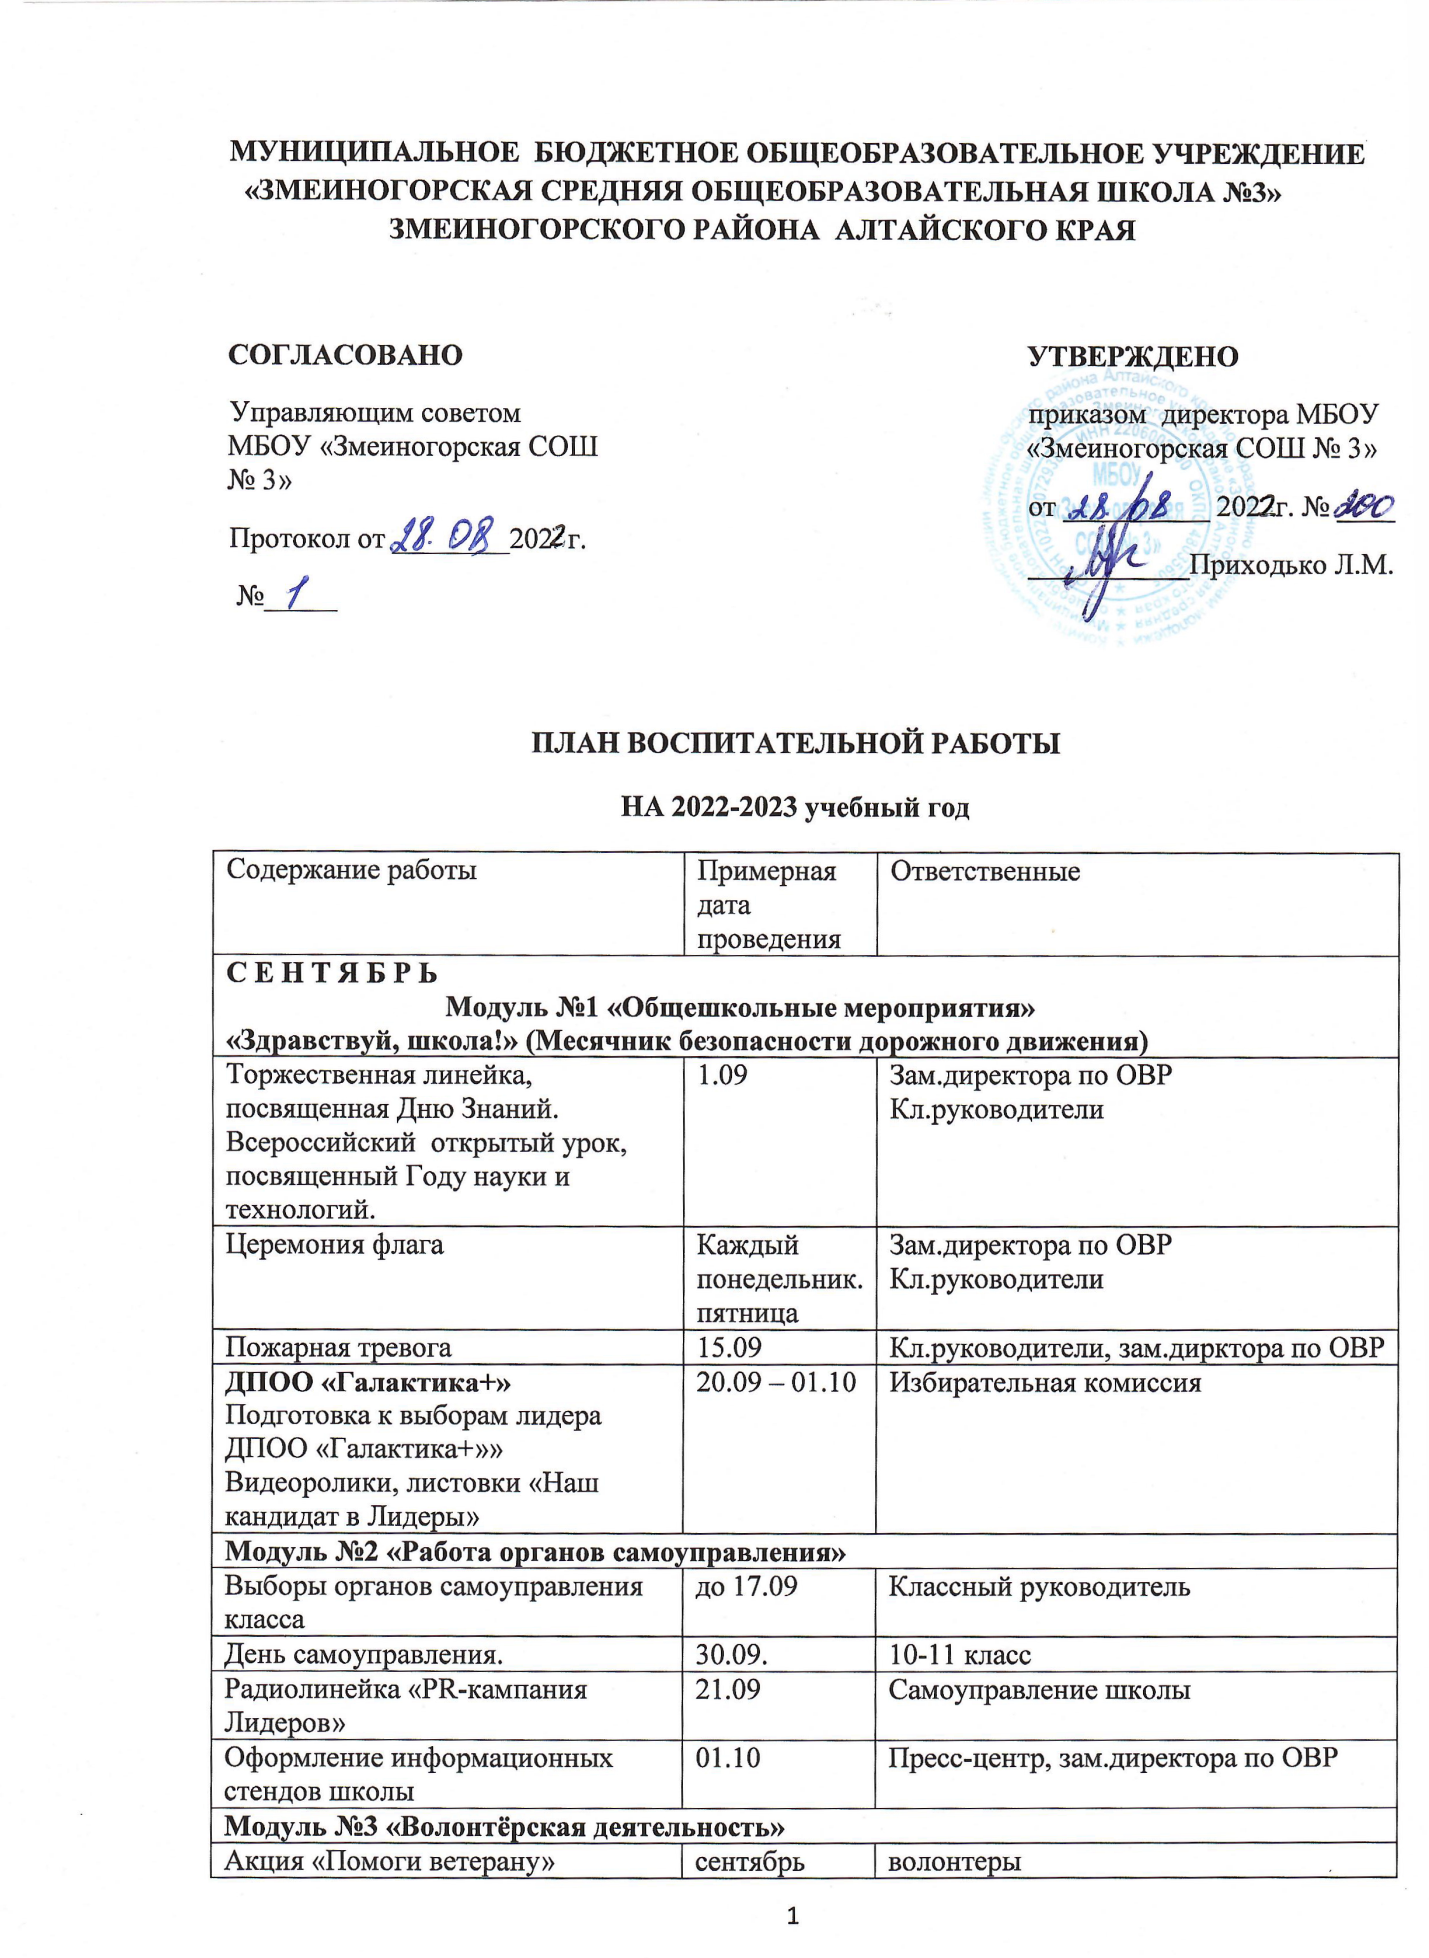 МУНИЦИПАЛЬНОЕ БЮДЖЕТНОЕ ОБЩЕОБРАЗОВАТЕЛЬНОЕ УЧРЕЖДЕНИЕ
«ЗМЕИНОГОРСКАЯ СРЕДНЯЯ ОБЩЕОБРАЗОВАТЕЛЬНАЯ ШКОЛА №3»
ЗМЕИНОГОРСКОГО РАЙОНА АЛТАЙСКОГО КРАЯ
СОГЛАСОВАНО
Управляющим советом
МБОУ «Змеиногорская СОШ
№ 3»
Протокол от 28.08 2022г.
№ 1
УТВЕРЖДЕНО
приказом директора МБОУ
«Змеиногорская СОШ № 3»
от 28.08 2022г. № 200
Приходько Л.М.
ПЛАН ВОСПИТАТЕЛЬНОЙ РАБОТЫ
НА 2022-2023 учебный год
Содержание работы
Примерная
дата
проведения
Ответственные
С Е Н Т Я Б Р Ь
Модуль №1 «Общешкольные мероприятия»
«Здравствуй, школа!» (Месячник безопасности дорожного движения)
Торжественная линейка,
посвященная Дню Знаний.
Всероссийский открытый урок,
посвященный Году науки и
технологий.
1.09
Зам.директора по ОВР
Кл.руководители
Церемония флага
Каждый
понедельник.
пятница
Зам.директора по ОВР
Кл.руководители
Пожарная тревога
15.09
Кл.руководители, зам.дирктора по ОВР
ДПОО «Галактика+»
Подготовка к выборам лидера
ДПОО «Галактика+»»
Видеоролики, листовки «Наш
кандидат в Лидеры»
20.09 – 01.10
Избирательная комиссия
Модуль №2 «Работа органов самоуправления»
Выборы органов самоуправления
класса
до 17.09
Классный руководитель
День самоуправления.
30.09.
10-11 класс
Радиолинейка «PR-кампания
Лидеров»
21.09
Самоуправление школы
Оформление информационных
стендов школы
01.10
Пресс-центр, зам.директора по ОВР
Модуль №3 «Волонтёрская деятельность»
Акция «Помоги ветерану»
сентябрь
волонтеры
1